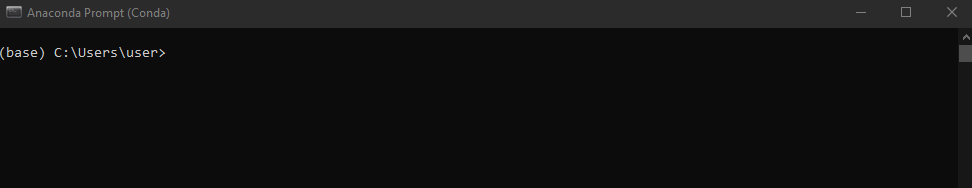 Anaconda Prompt (Conda)
(base) C:\Users\user>